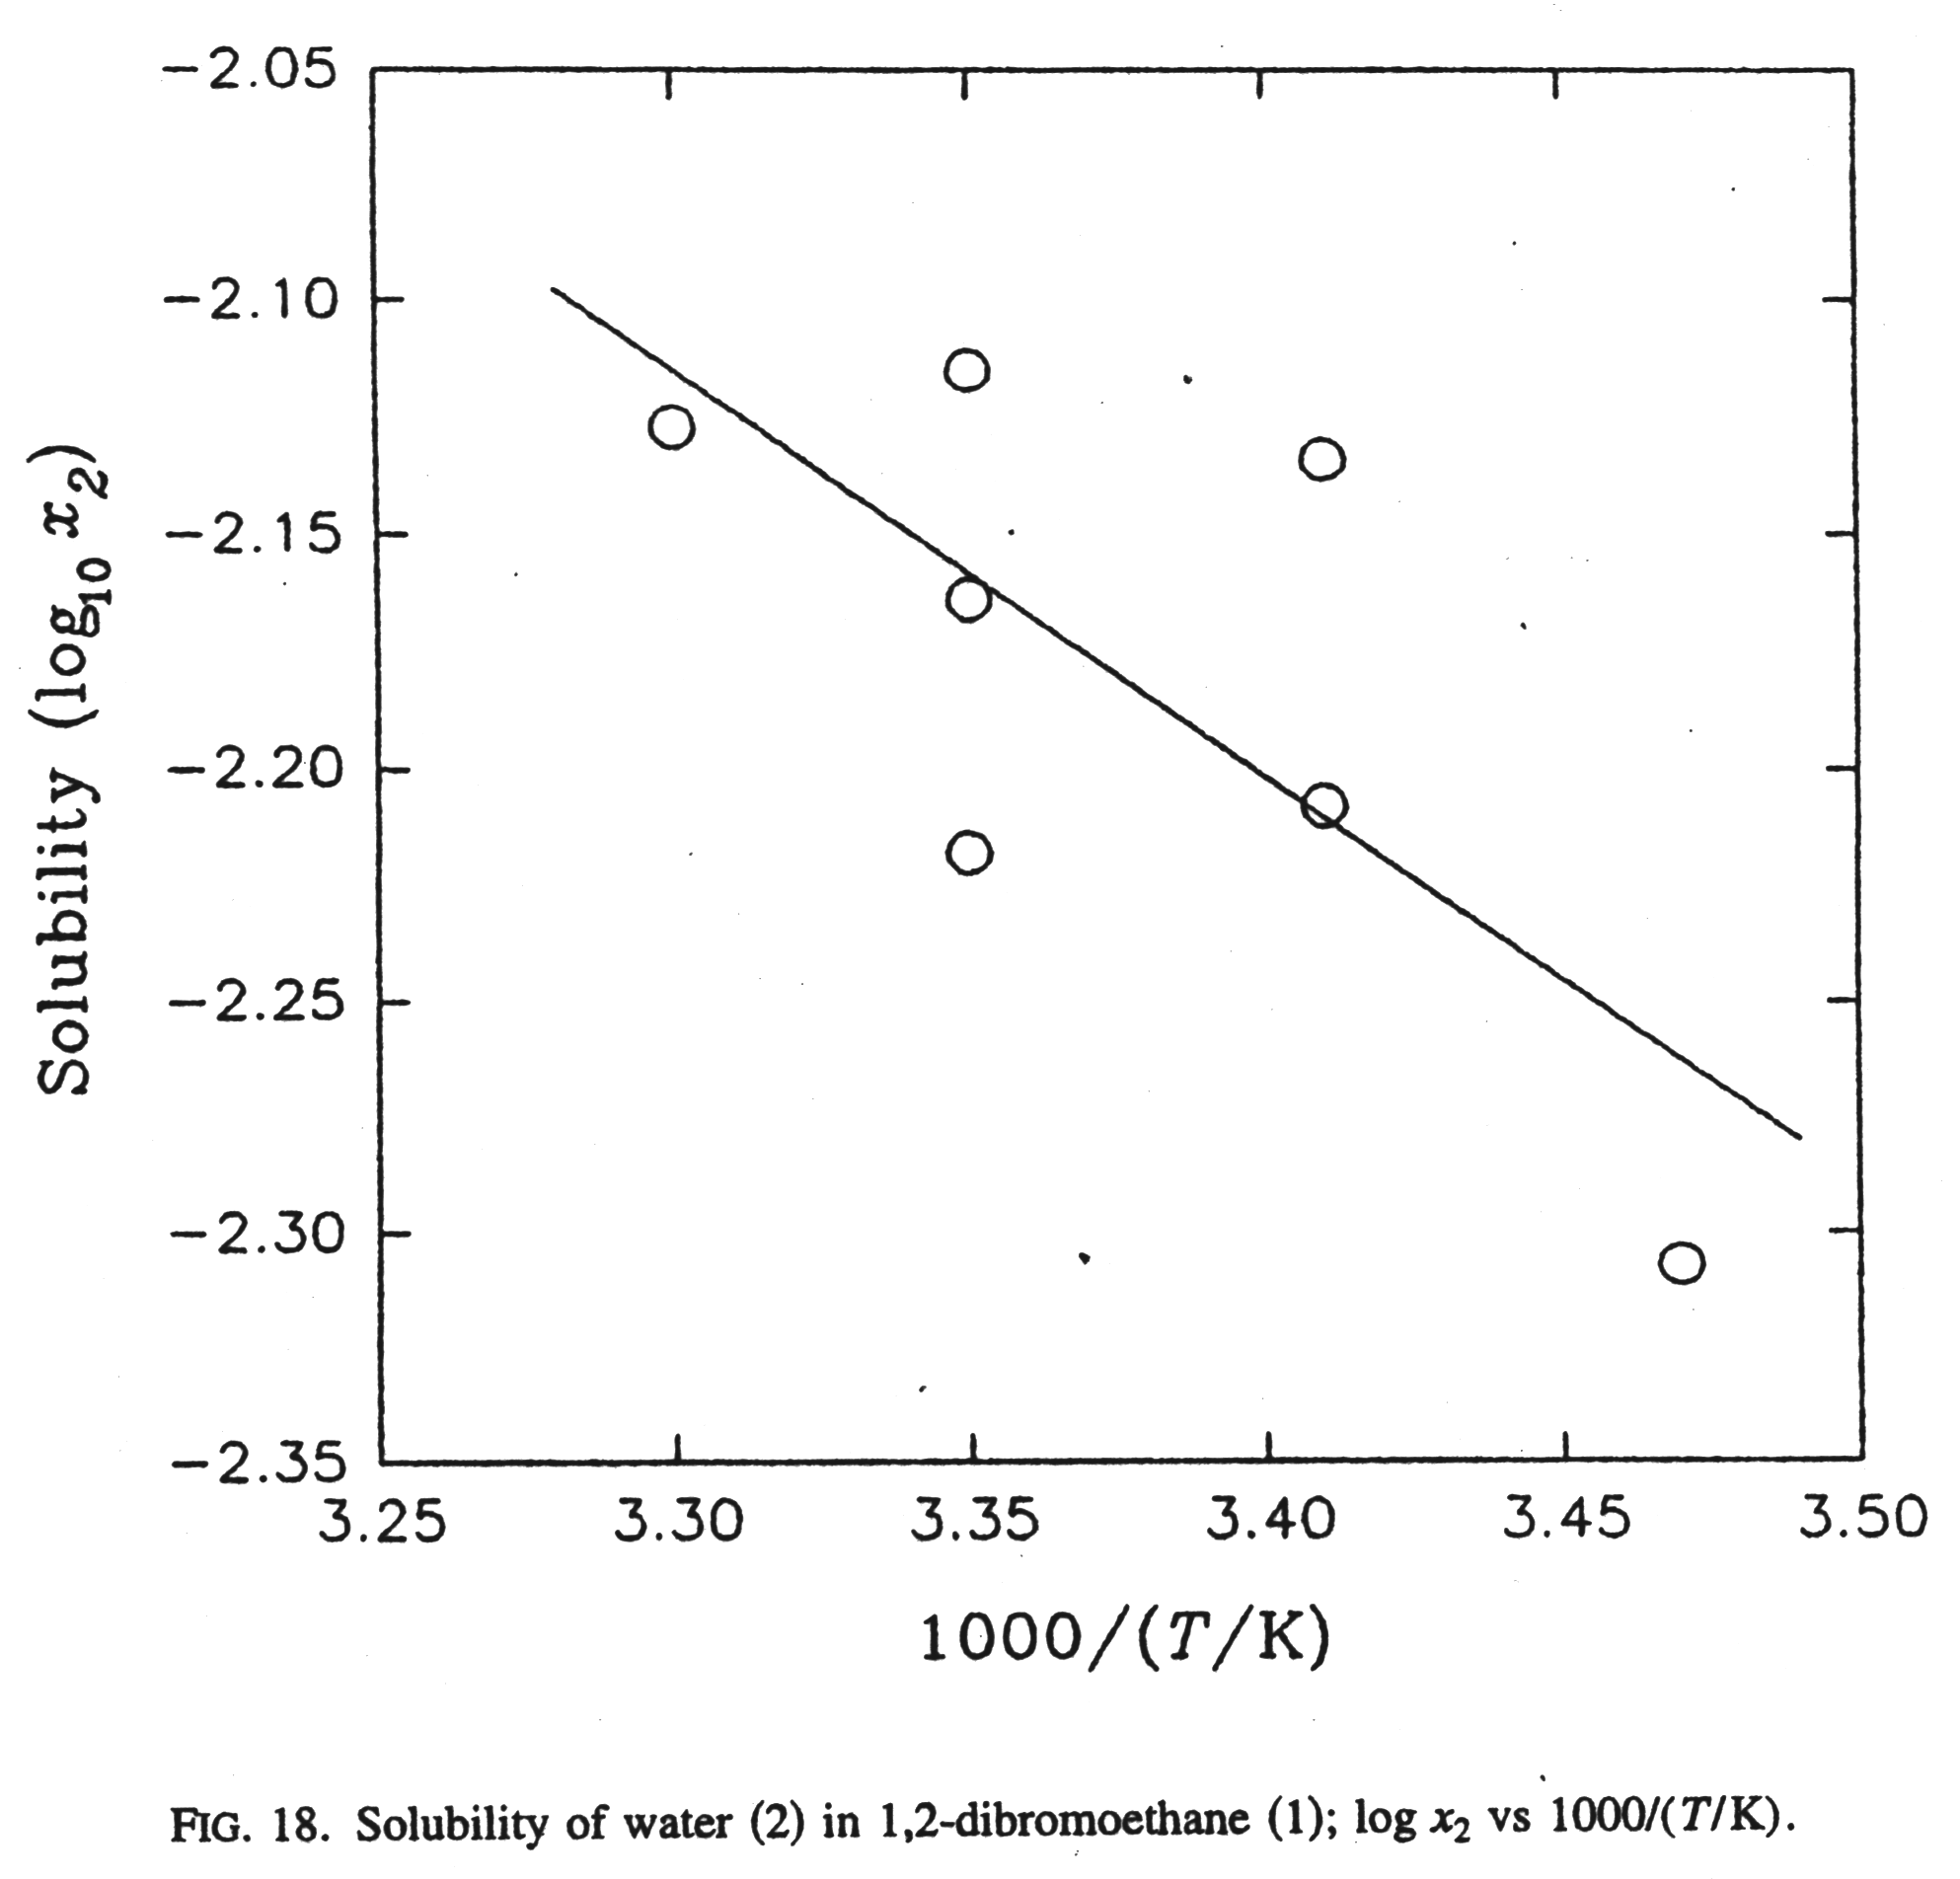 −2.05
−2.10
−2.15
−2.20
−2.25
−2.30
−2.35
Solubility (log₁₀ x₂)
3.25 3.30 3.35 3.40 3.45 3.50
1000/(T/K)
FIG. 18. Solubility of water (2) in 1,2-dibromoethane (1); log x₂ vs 1000/(T/K).